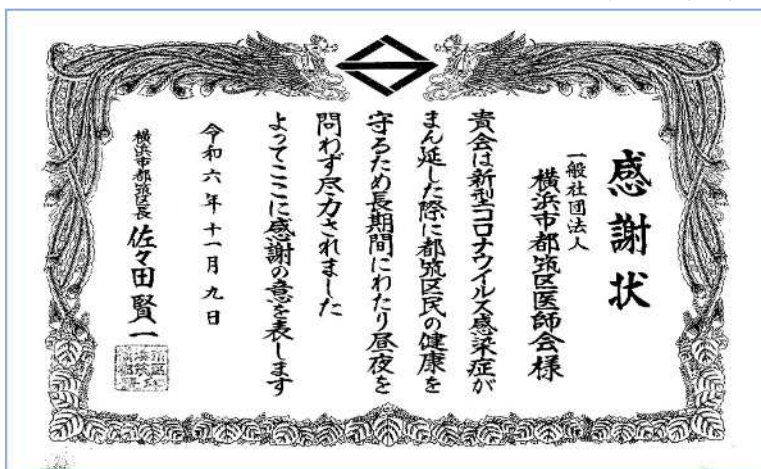 感謝状
一般社団法人
横浜市都筑区医師会様
貴会は新型コロナウイルス感染症が
まん延した際に都筑区民の健康を
守るため長期間にわたり昼夜を
問わず尽力されました
よってここに感謝の意を表します
令和六年十一月九日
横浜市都筑区長 佐々田賢一